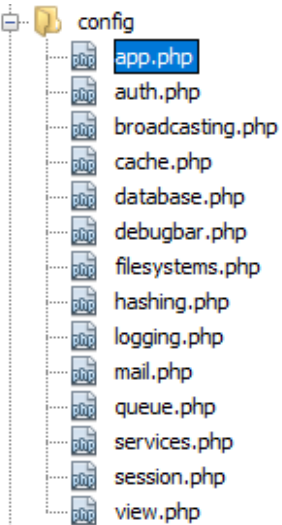 config
app.php
auth.php
broadcasting.php
cache.php
database.php
debugbar.php
filesystems.php
hashing.php
logging.php
mail.php
queue.php
services.php
session.php
view.php